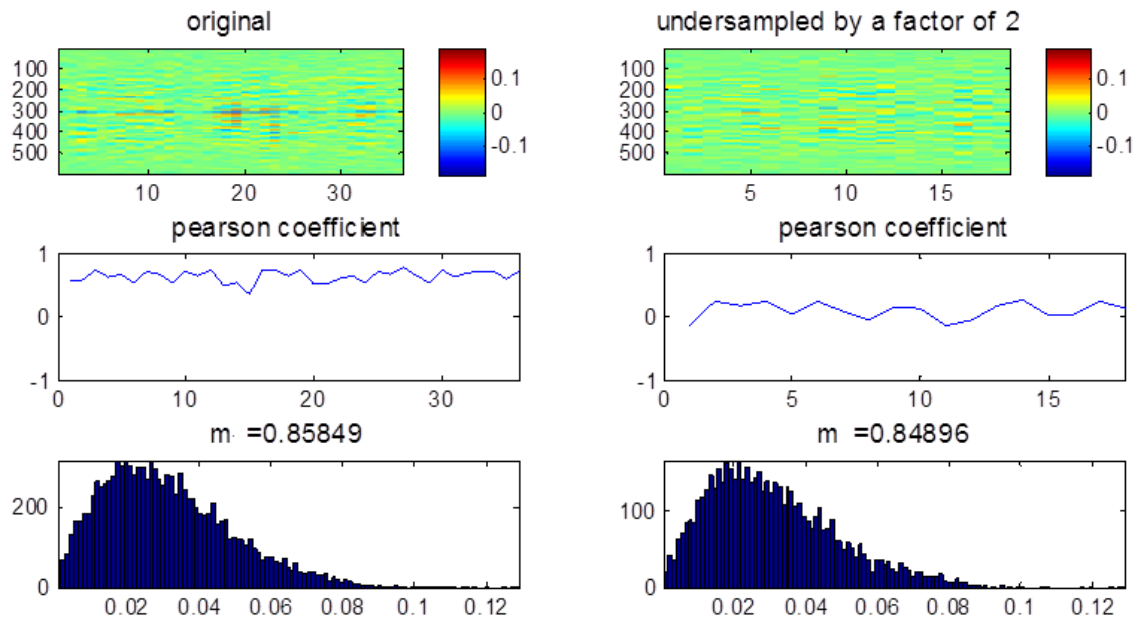 original
100
200
300
400
500
10 20 30
0.1
0
-0.1
undersampled by a factor of 2
100
200
300
400
500
5 10 15
0.1
0
-0.1
pearson coefficient
1
0
-1
0 10 20 30
pearson coefficient
1
0
-1
0 5 10 15
m =0.85849
200
0
0.02 0.04 0.06 0.08 0.1 0.12
m =0.84896
100
0
0.02 0.04 0.06 0.08 0.1 0.12